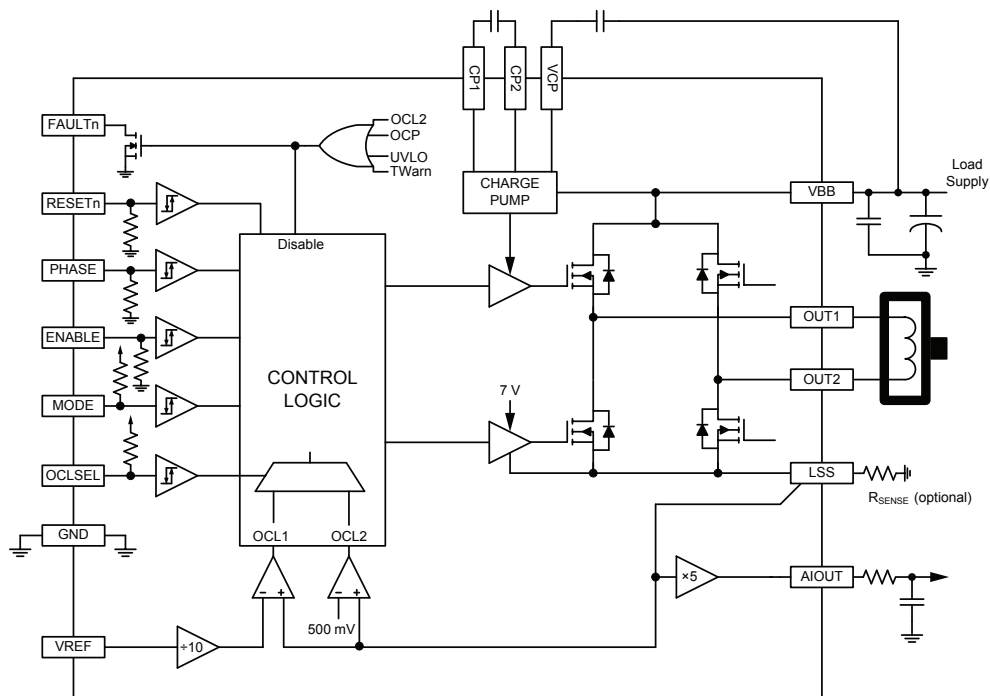 CP1
CP2
VCP
FAULTn
OCL2
OCP
UVLO
TWarn
CHARGE
PUMP
VBB
Load
Supply
RESETn
Disable
PHASE
ENABLE
OUT1
CONTROL
LOGIC
OUT2
MODE
7 V
OCLSEL
LSS
RSENSE (optional)
GND
OCL1
OCL2
×5
AIOUT
– +
– +
500 mV
VREF
÷10